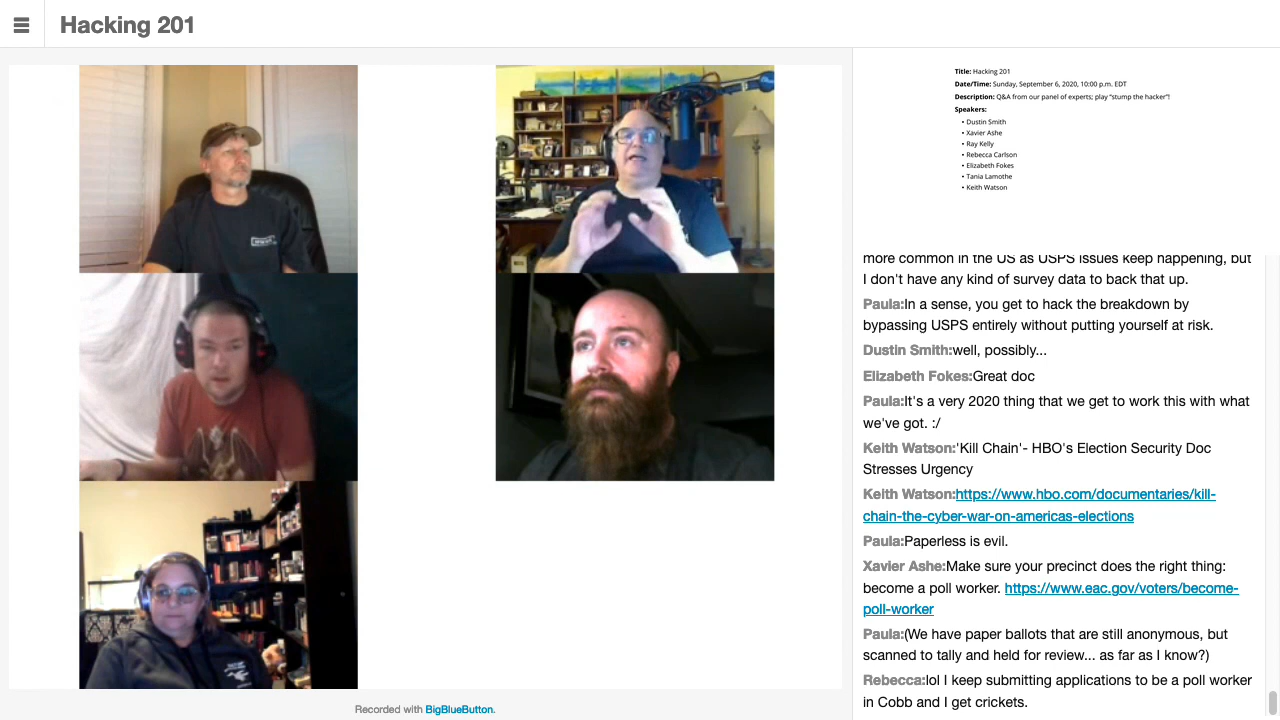 Hacking 201
Title: Hacking 201
Date/Time: Sunday, September 6, 2020, 10:00 p.m. EDT
Description: Q&A from our panel of experts; play "stump the hacker"!
Speakers:
• Dustin Smith
• Xavier Ashe
• Ray Kelly
• Rebecca Carlson
• Elizabeth Fokes
• Tania Lamothe
• Keith Watson
more common in the US as USPS issues keep happening, but
I don't have any kind of survey data to back that up.
Paula:In a sense, you get to hack the breakdown by
bypassing USPS entirely without putting yourself at risk.
Dustin Smith:well, possibly...
Elizabeth Fokes:Great doc
Paula:It's a very 2020 thing that we get to work this with what
we've got. :/
Keith Watson:'Kill Chain'- HBO's Election Security Doc
Stresses Urgency
Keith Watson:https://www.hbo.com/documentaries/kill-
chain-the-cyber-war-on-americas-elections
Paula:Paperless is evil.
Xavier Ashe:Make sure your precinct does the right thing:
become a poll worker. https://www.eac.gov/voters/become-
poll-worker
Paula:(We have paper ballots that are still anonymous, but
scanned to tally and held for review... as far as I know?)
Rebecca:lol I keep submitting applications to be a poll worker
in Cobb and I get crickets.
Recorded with BigBlueButton.